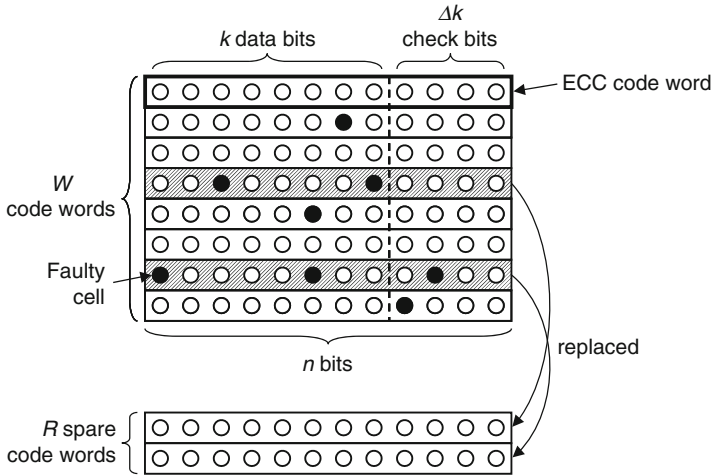 Δk
k data bits
check bits
ECC code word
W
code words
Faulty
cell
replaced
n bits
R spare
code words